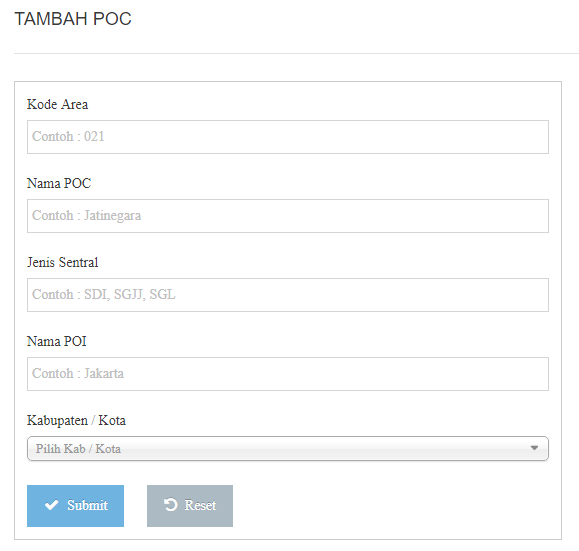 TAMBAH POC
Kode Area
Contoh : 021
Nama POC
Contoh : Jatinegara
Jenis Sentral
Contoh : SDI, SGJJ, SGL
Nama POI
Contoh : Jakarta
Kabupaten / Kota
Pilih Kab / Kota
Submit Reset